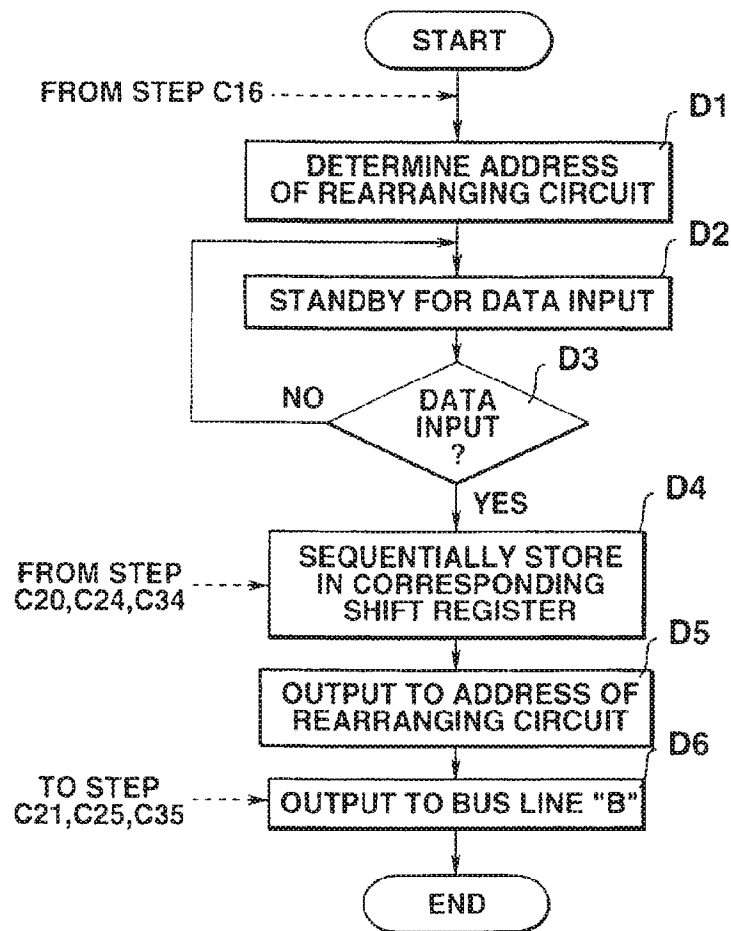 START
FROM STEP C16
D1
DETERMINE ADDRESS
OF REARRANGING CIRCUIT
D2
STANDBY FOR DATA INPUT
D3
NO
DATA
INPUT
?
YES
D4
FROM STEP
C20,C24,C34
SEQUENTIALLY STORE
IN CORRESPONDING
SHIFT REGISTER
D5
OUTPUT TO ADDRESS OF
REARRANGING CIRCUIT
D6
TO STEP
C21,C25,C35
OUTPUT TO BUS LINE "B"
END